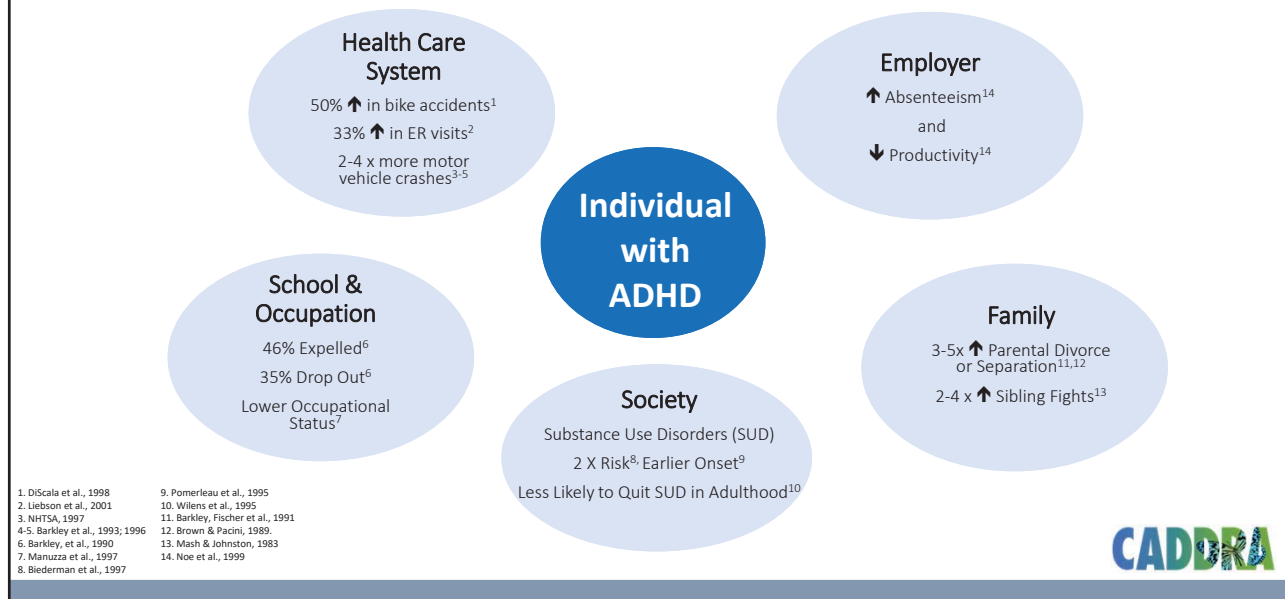 Health Care
System
50% ↑ in bike accidents1
33% ↑ in ER visits2
2-4 x more motor
vehicle crashes3-5
Employer
↑ Absenteeism14
and
↓ Productivity14
Individual
with
ADHD
School &
Occupation
46% Expelled6
35% Drop Out6
Lower Occupational
Status7
Family
3-5x ↑ Parental Divorce
or Separation11,12
2-4 x ↑ Sibling Fights13
Society
Substance Use Disorders (SUD)
2 X Risk8, Earlier Onset9
Less Likely to Quit SUD in Adulthood10
1. DiScala et al., 1998
2. Liebson et al., 2001
3. NHTSA, 1997
4-5. Barkley et al., 1993; 1996
6. Barkley, et al., 1990
7. Manuzza et al., 1997
8. Biederman et al., 1997
9. Pomerleau et al., 1995
10. Wilens et al., 1995
11. Barkley, Fischer et al., 1991
12. Brown & Pacini, 1989.
13. Mash & Johnston, 1983
14. Noe et al., 1999
CADDRA